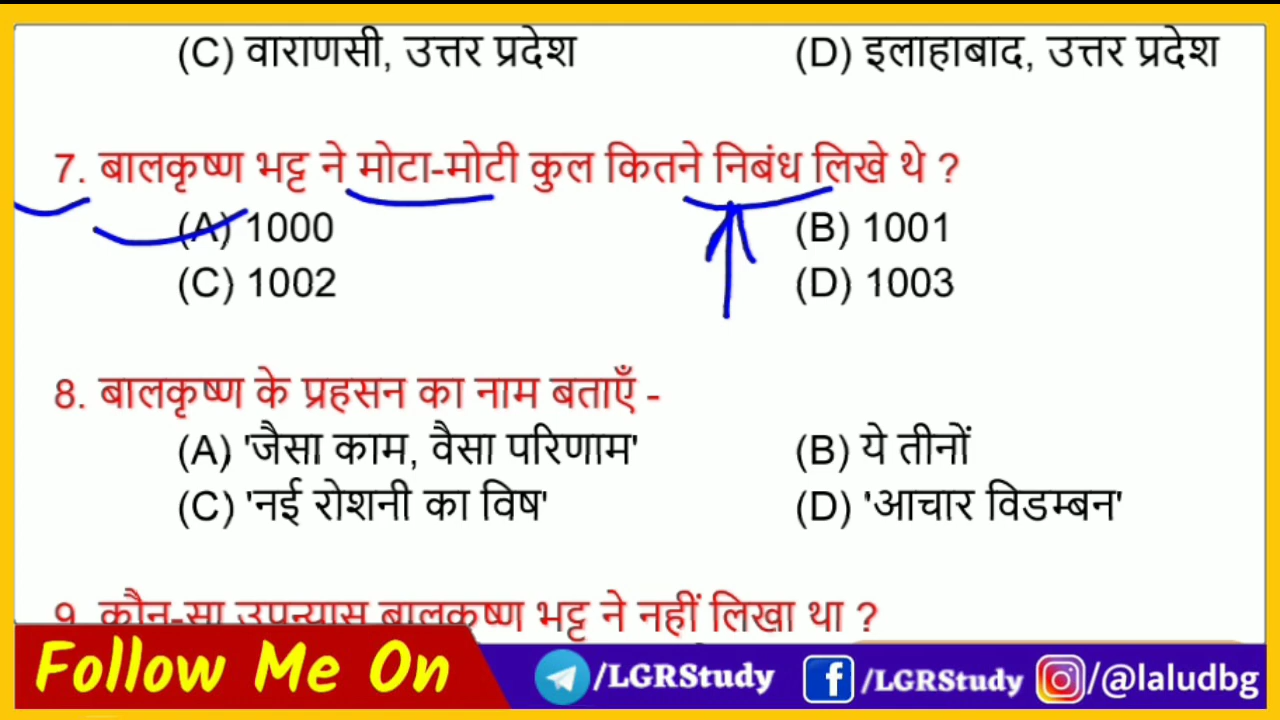 (C) वाराणसी, उत्तर प्रदेश (D) इलाहाबाद, उत्तर प्रदेश
7. बालकृष्ण भट्ट ने मोटा-मोटी कुल कितने निबंध लिखे थे ?
(A) 1000 (B) 1001
(C) 1002 (D) 1003
8. बालकृष्ण के प्रहसन का नाम बताएँ -
(A) 'जैसा काम, वैसा परिणाम' (B) ये तीनों
(C) 'नई रोशनी का विष' (D) 'आचार विडम्बन'
9. कौन-सा उपन्यास बालकृष्ण भट्ट ने नहीं लिखा था ?
Follow Me On /LGRStudy f /LGRStudy /@laludbg